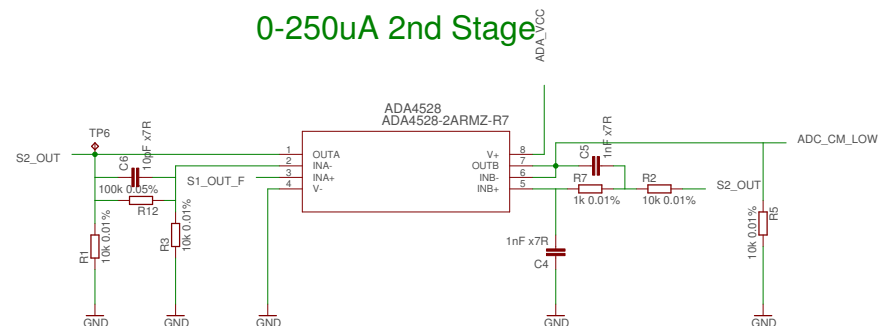 0-250uA 2nd Stage
ADA_VCC
ADA4528
ADA4528-2ARMZ-R7
TP6
S2_OUT
C6
10pF x7R
100k 0.05%
R12
S1_OUT_F
1
2
3
4
OUTA
INA-
INA+
V-
V+
OUTB
INB-
INB+
8
7
6
5
C5
1nF x7R
R7
1k 0.01%
R2
10k 0.01%
S2_OUT
ADC_CM_LOW
R1
10k 0.01%
R3
10k 0.01%
1nF x7R
C4
10k 0.01%
R5
GND
GND
GND
GND
GND